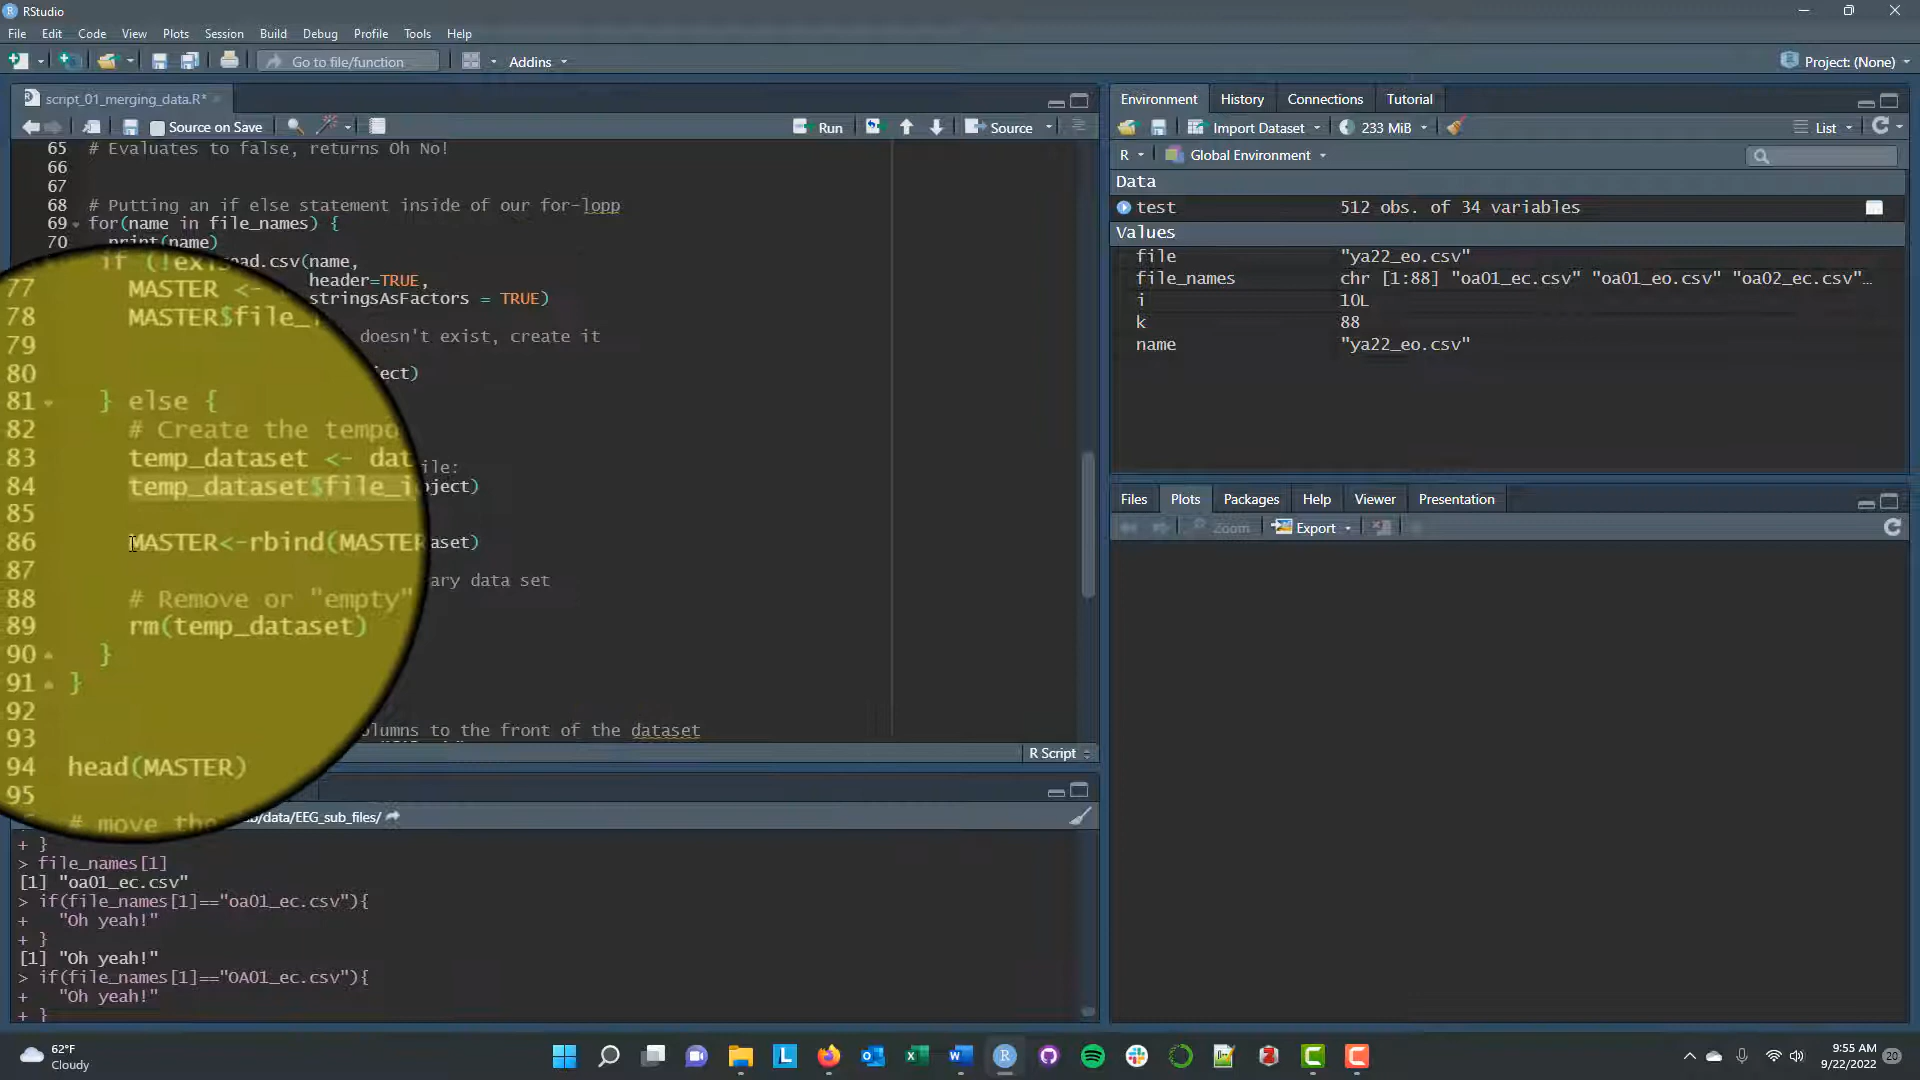 RStudio
File Edit Code View Plots Session Build Debug Profile Tools Help
Go to file/function Addins Project: (None)
script_01_merging_data.R*
Source on Save Run Source
65 # Evaluates to false, returns Oh No!
66
67
68 # Putting an if else statement inside of our for-lopp
69 for(name in file_names) {
70 print(name)
if (!ex
ead.csv(name,
header=TRUE,
77 MASTER <-
stringsAsFactors = TRUE)
78 MASTER$file_
doesn't exist, create it
79
80
ject)
81 } else {
82 # Create the tempo
83 temp_dataset <- dat
ile:
84 temp_dataset$file_i
ject)
85
86 MASTER<-rbind(MASTER
aset)
87
ary data set
88 # Remove or "empty"
89 rm(temp_dataset)
90 }
91 }
92
93
olumns to the front of the dataset
94 head(MASTER)
95
# move the
R Script
b/data/EEG_sub_files/
+ }
> file_names[1]
[1] "oa01_ec.csv"
> if(file_names[1]=="oa01_ec.csv"){
+ "Oh yeah!"
+ }
[1] "Oh yeah!"
> if(file_names[1]=="OA01_ec.csv"){
+ "Oh yeah!"
+ }
Environment History Connections Tutorial
Import Dataset 233 MiB List
R Global Environment
Data
test 512 obs. of 34 variables
Values
file "ya22_eo.csv"
file_names chr [1:88] "oa01_ec.csv" "oa01_eo.csv" "oa02_ec.csv"…
i 10L
k 88
name "ya22_eo.csv"
Files Plots Packages Help Viewer Presentation
Zoom Export
62°F
Cloudy
9:55 AM
9/22/2022
20